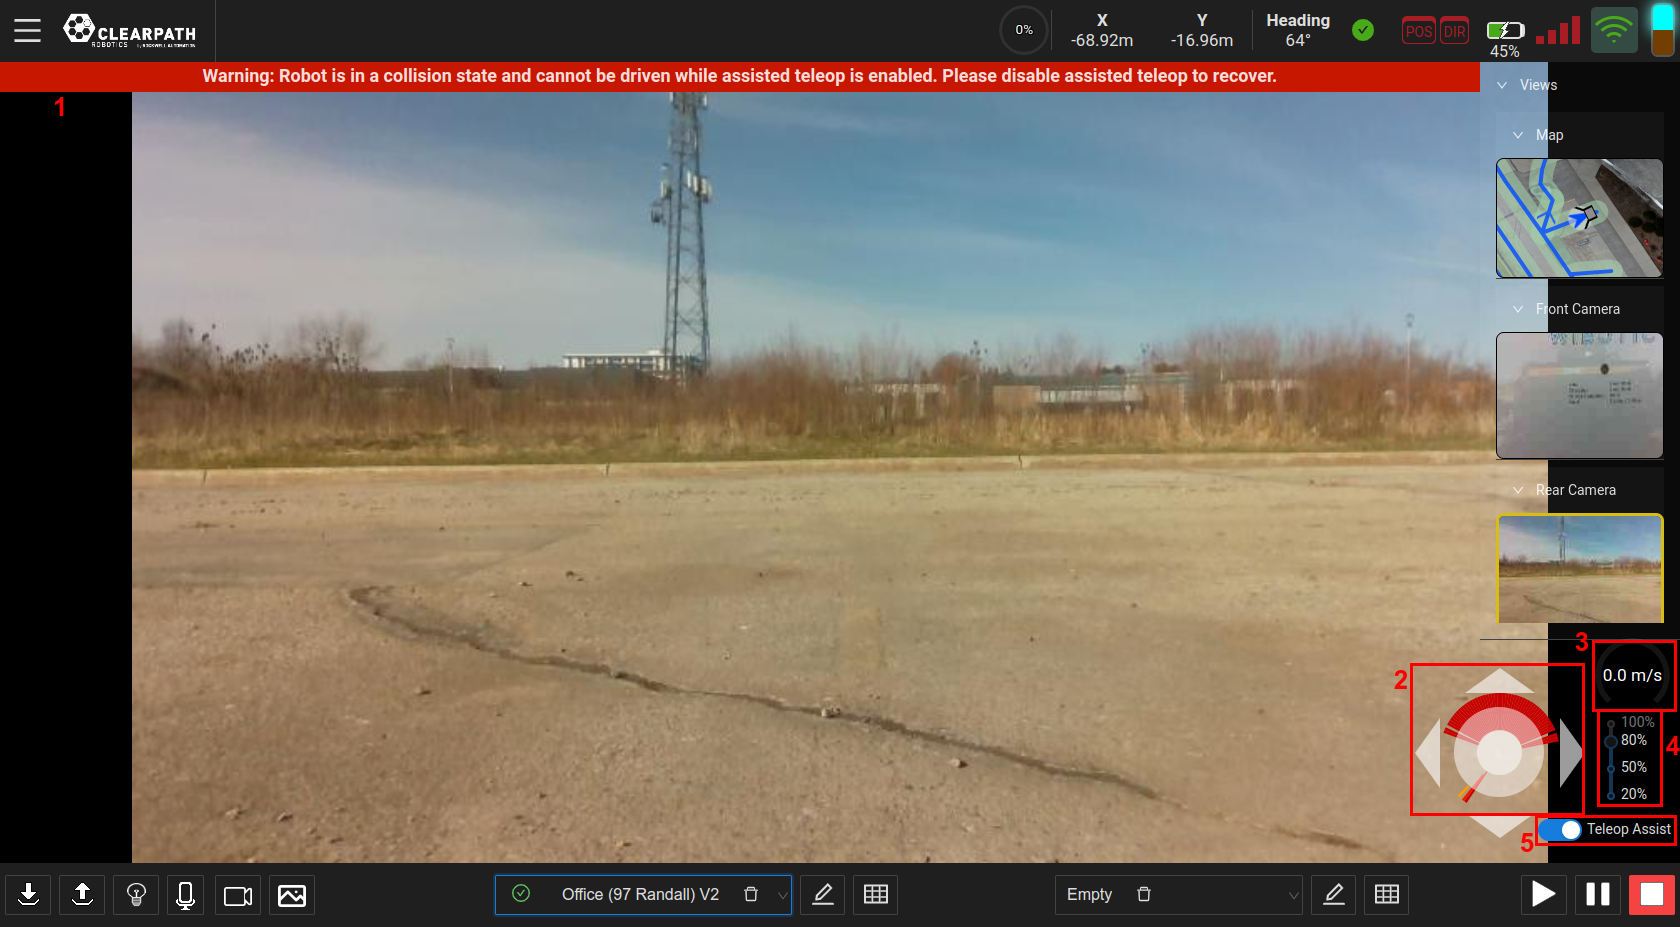 CLEARPATH
ROBOTICS BY ROCKWELL AUTOMATION
0%
X
-68.92m
Y
-16.96m
Heading
64°
POS DIR
45%
Warning: Robot is in a collision state and cannot be driven while assisted teleop is enabled. Please disable assisted teleop to recover.
1
Views
Map
Front Camera
Rear Camera
3
0.0 m/s
2
100%
80%
4
50%
20%
5
Teleop Assist
Office (97 Randall) V2
Empty